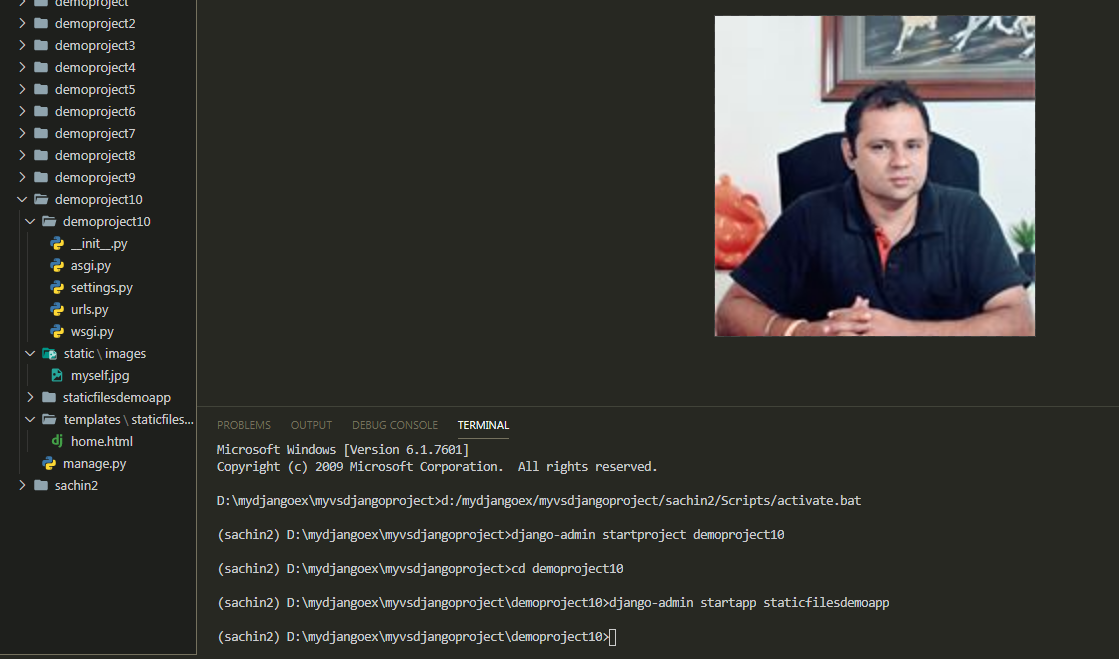 demoproject
demoproject2
demoproject3
demoproject4
demoproject5
demoproject6
demoproject7
demoproject8
demoproject9
demoproject10
demoproject10
__init__.py
asgi.py
settings.py
urls.py
wsgi.py
static \ images
myself.jpg
staticfilesdemoapp
templates \ staticfiles...
dj home.html
manage.py
sachin2
PROBLEMS OUTPUT DEBUG CONSOLE TERMINAL
Microsoft Windows [Version 6.1.7601]
Copyright (c) 2009 Microsoft Corporation.  All rights reserved.
D:\mydjangoex\myvsdjangoproject>d:/mydjangoex/myvsdjangoproject/sachin2/Scripts/activate.bat
(sachin2) D:\mydjangoex\myvsdjangoproject>django-admin startproject demoproject10
(sachin2) D:\mydjangoex\myvsdjangoproject>cd demoproject10
(sachin2) D:\mydjangoex\myvsdjangoproject\demoproject10>django-admin startapp staticfilesdemoapp
(sachin2) D:\mydjangoex\myvsdjangoproject\demoproject10>